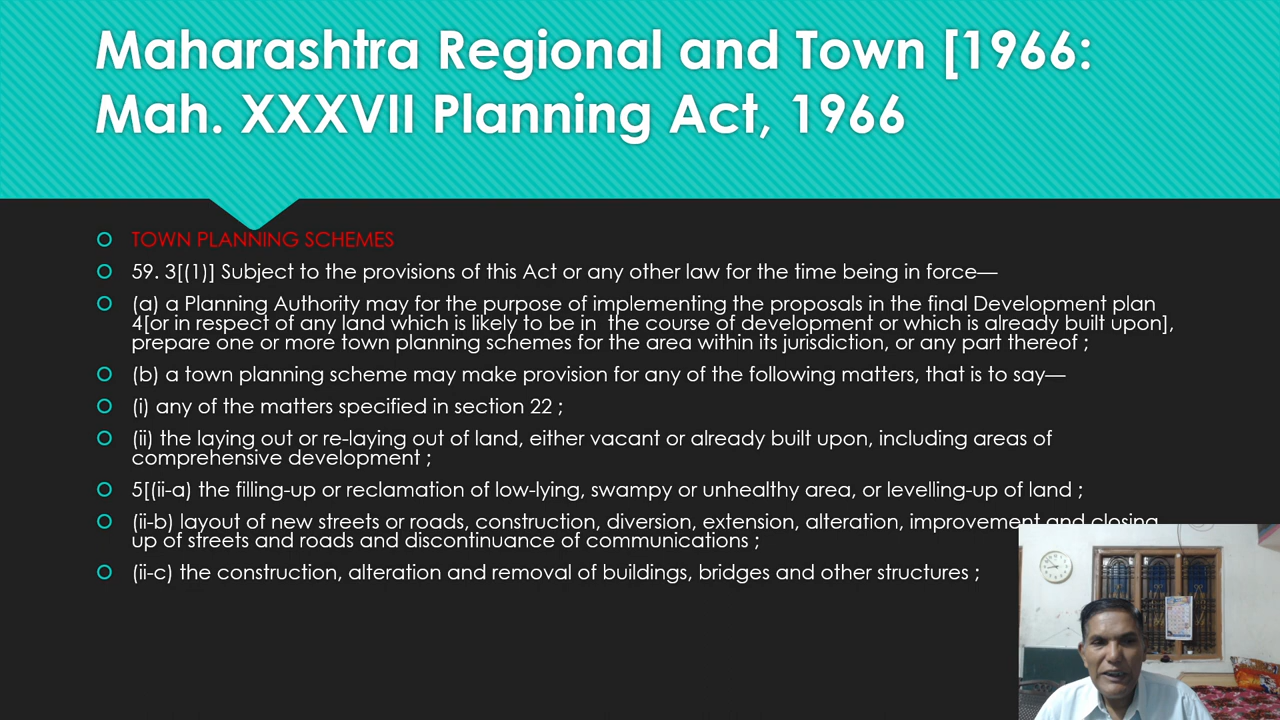 Maharashtra Regional and Town [1966:
Mah. XXXVII Planning Act, 1966
TOWN PLANNING SCHEMES
59. 3[(1)] Subject to the provisions of this Act or any other law for the time being in force—
(a) a Planning Authority may for the purpose of implementing the proposals in the final Development plan
4[or in respect of any land which is likely to be in the course of development or which is already built upon],
prepare one or more town planning schemes for the area within its jurisdiction, or any part thereof ;
(b) a town planning scheme may make provision for any of the following matters, that is to say—
(i) any of the matters specified in section 22 ;
(ii) the laying out or re-laying out of land, either vacant or already built upon, including areas of
comprehensive development ;
5[(ii-a) the filling-up or reclamation of low-lying, swampy or unhealthy area, or levelling-up of land ;
(ii-b) layout of new streets or roads, construction, diversion, extension, alteration, improvement and closing
up of streets and roads and discontinuance of communications ;
(ii-c) the construction, alteration and removal of buildings, bridges and other structures ;